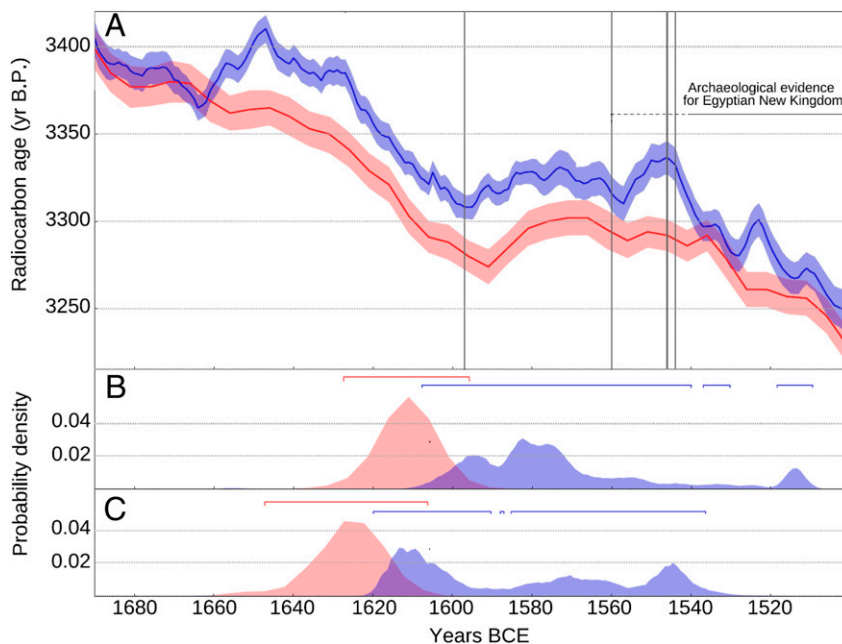 A
3400
3350
3300
3250
Radiocarbon age (yr B.P.)
Archaeological evidence
for Egyptian New Kingdom
B
0.04
0.02
C
0.04
0.02
Probability density
1680 1660 1640 1620 1600 1580 1560 1540 1520
Years BCE